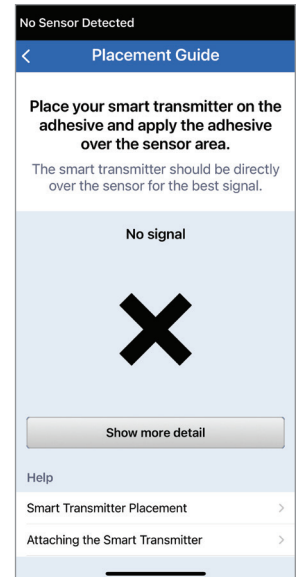 No Sensor Detected
Placement Guide
Place your smart transmitter on the
adhesive and apply the adhesive
over the sensor area.
The smart transmitter should be directly
over the sensor for the best signal.
No signal
Show more detail
Help
Smart Transmitter Placement
Attaching the Smart Transmitter